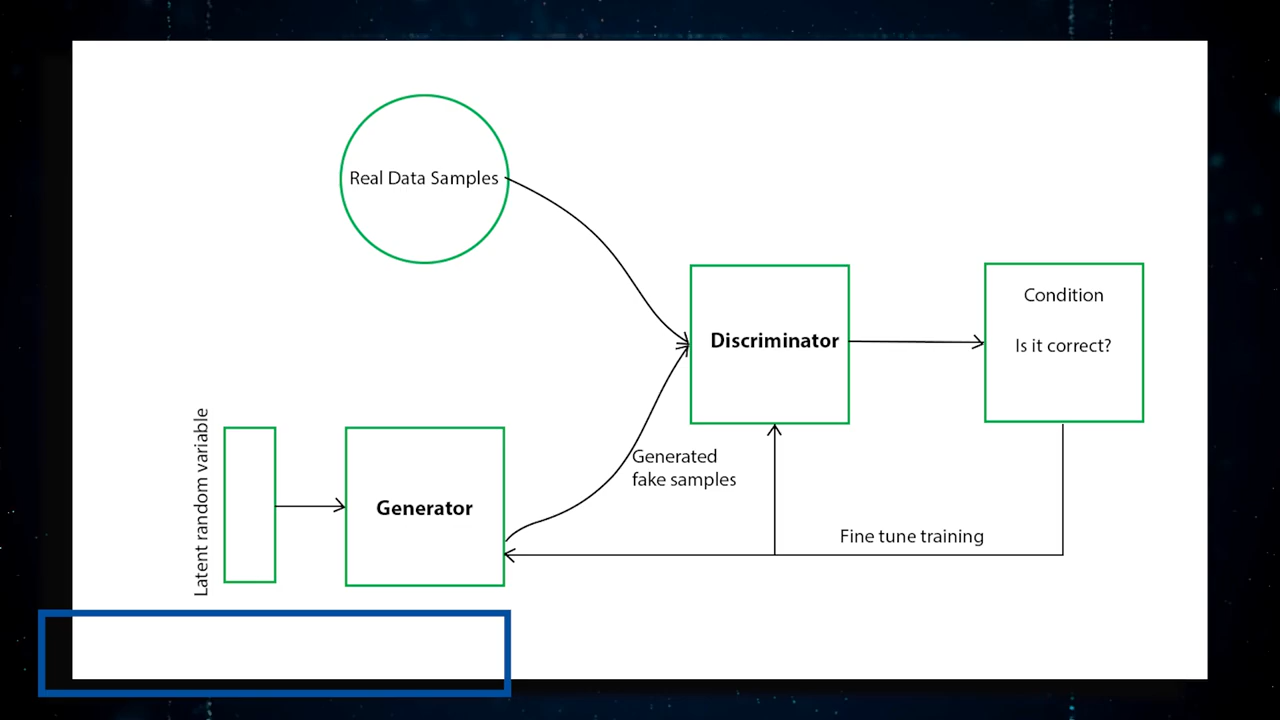 Real Data Samples
Discriminator
Condition
Is it correct?
Latent random variable
Generator
Generated
fake samples
Fine tune training